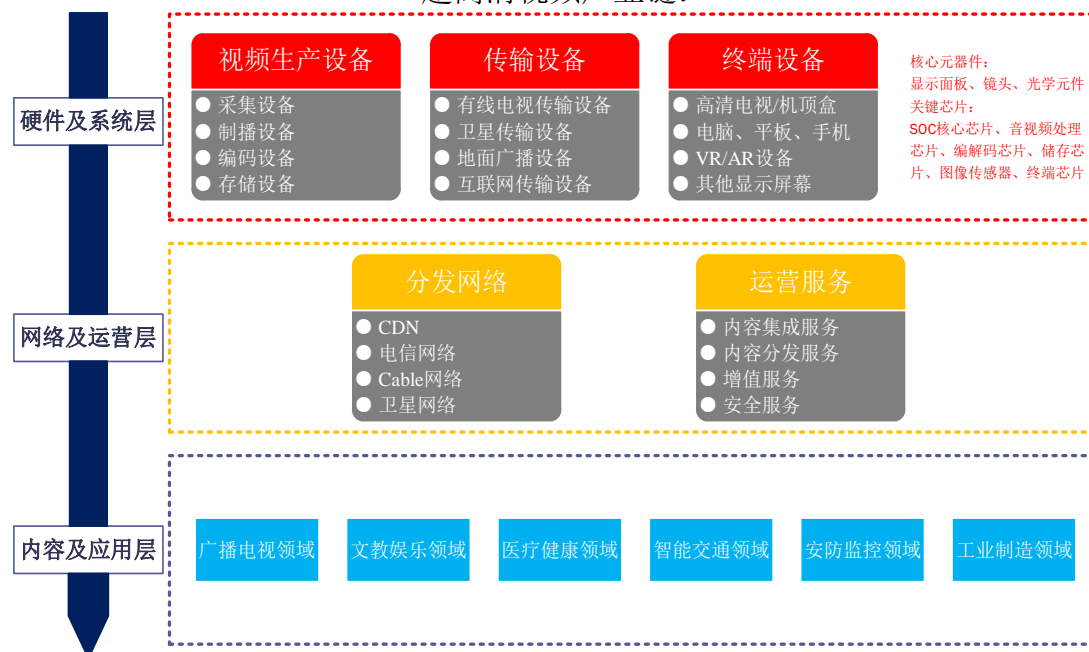 视频生产设备
传输设备
终端设备
硬件及系统层
采集设备
制播设备
编码设备
存储设备
有线电视传输设备
卫星传输设备
地面广播设备
互联网传输设备
高清电视/机顶盒
电脑、平板、手机
VR/AR设备
其他显示屏幕
核心元器件：
显示面板、镜头、光学元件
关键芯片：
SOC核心芯片、音视频处理
芯片、编解码芯片、储存芯
片、图像传感器、终端芯片
网络及运营层
分发网络
CDN
电信网络
Cable网络
卫星网络
运营服务
内容集成服务
内容分发服务
增值服务
安全服务
内容及应用层
广播电视领域
文教娱乐领域
医疗健康领域
智能交通领域
安防监控领域
工业制造领域